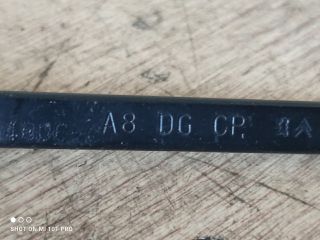 A8 DG CP
SHOT ON MI 10T PRO